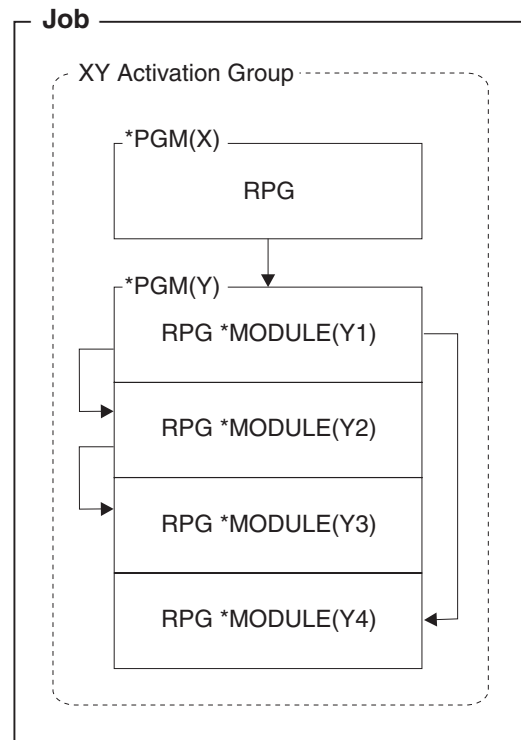 Job
XY Activation Group
*PGM(X)
RPG
*PGM(Y)
RPG *MODULE(Y1)
RPG *MODULE(Y2)
RPG *MODULE(Y3)
RPG *MODULE(Y4)